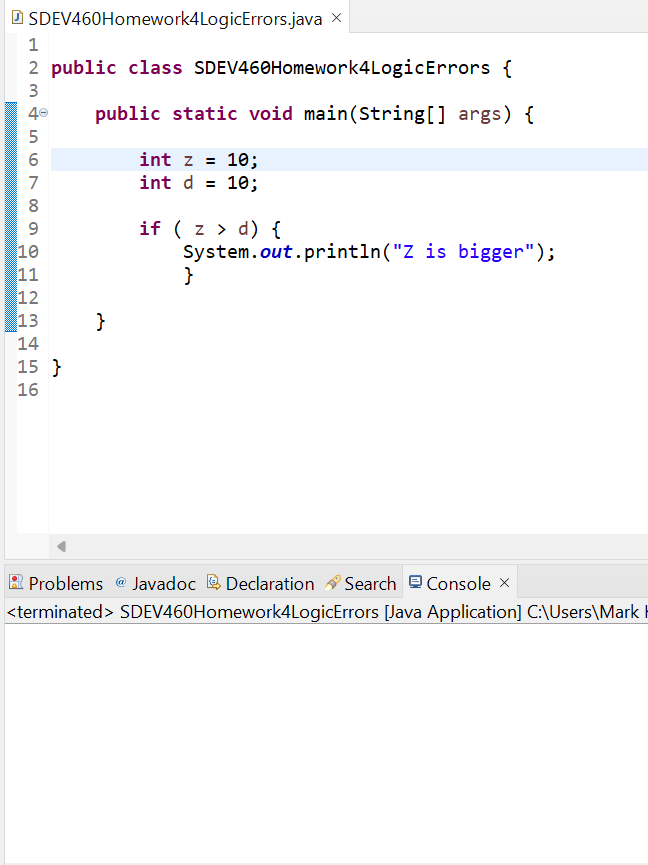 SDEV460Homework4LogicErrors.java
1
2 public class SDEV460Homework4LogicErrors {
3
4 public static void main(String[] args) {
5
6 int z = 10;
7 int d = 10;
8
9 if ( z > d) {
10 System.out.println("Z is bigger");
11 }
12
13 }
14
15 }
16
Problems @ Javadoc Declaration Search Console
<terminated> SDEV460Homework4LogicErrors [Java Application] C:\Users\Mark